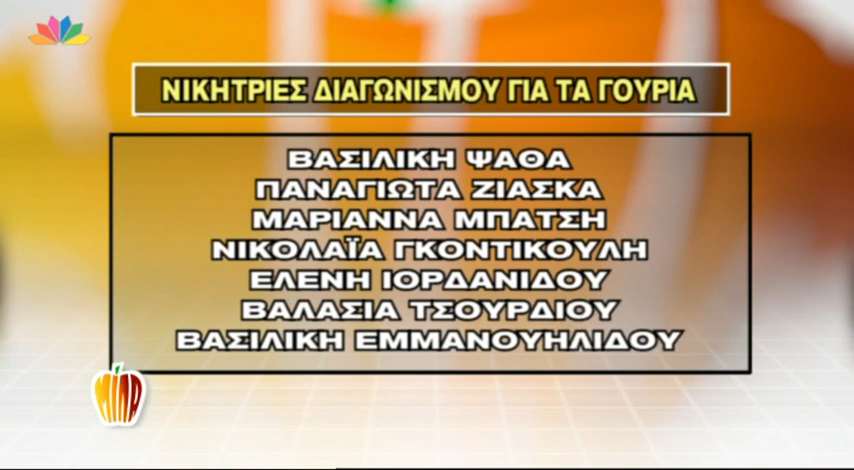 ΝΙΚΗΤΡΙΕΣ ΔΙΑΓΩΝΙΣΜΟΥ ΓΙΑ ΤΑ ΓΟΥΡΙΑ
ΒΑΣΙΛΙΚΗ ΨΑΘΑ
ΠΑΝΑΓΙΩΤΑ ΖΙΑΣΚΑ
ΜΑΡΙΑΝΝΑ ΜΠΑΤΣΗ
ΝΙΚΟΛΑΪΑ ΓΚΟΝΤΙΚΟΥΛΗ
ΕΛΕΝΗ ΙΟΡΔΑΝΙΔΟΥ
ΒΑΛΑΣΙΑ ΤΣΟΥΡΔΙΟΥ
ΒΑΣΙΛΙΚΗ ΕΜΜΑΝΟΥΗΛΙΔΟΥ